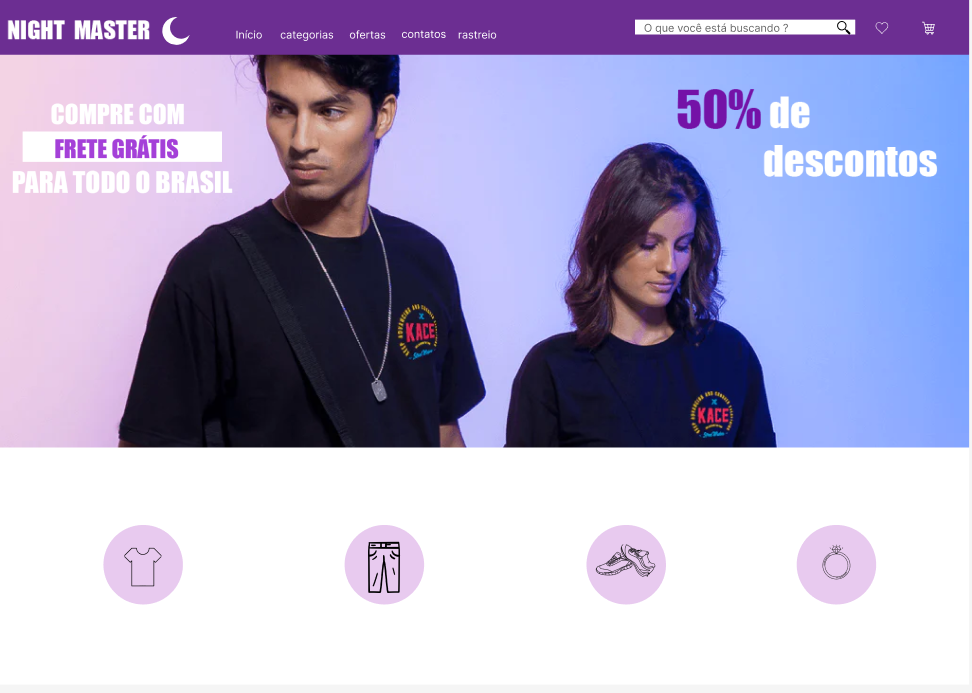 NIGHT MASTER
Início categorias ofertas contatos rastreio
O que você está buscando ?
COMPRE COM
FRETE GRÁTIS
PARA TODO O BRASIL
50% de
descontos
KACE
KACE